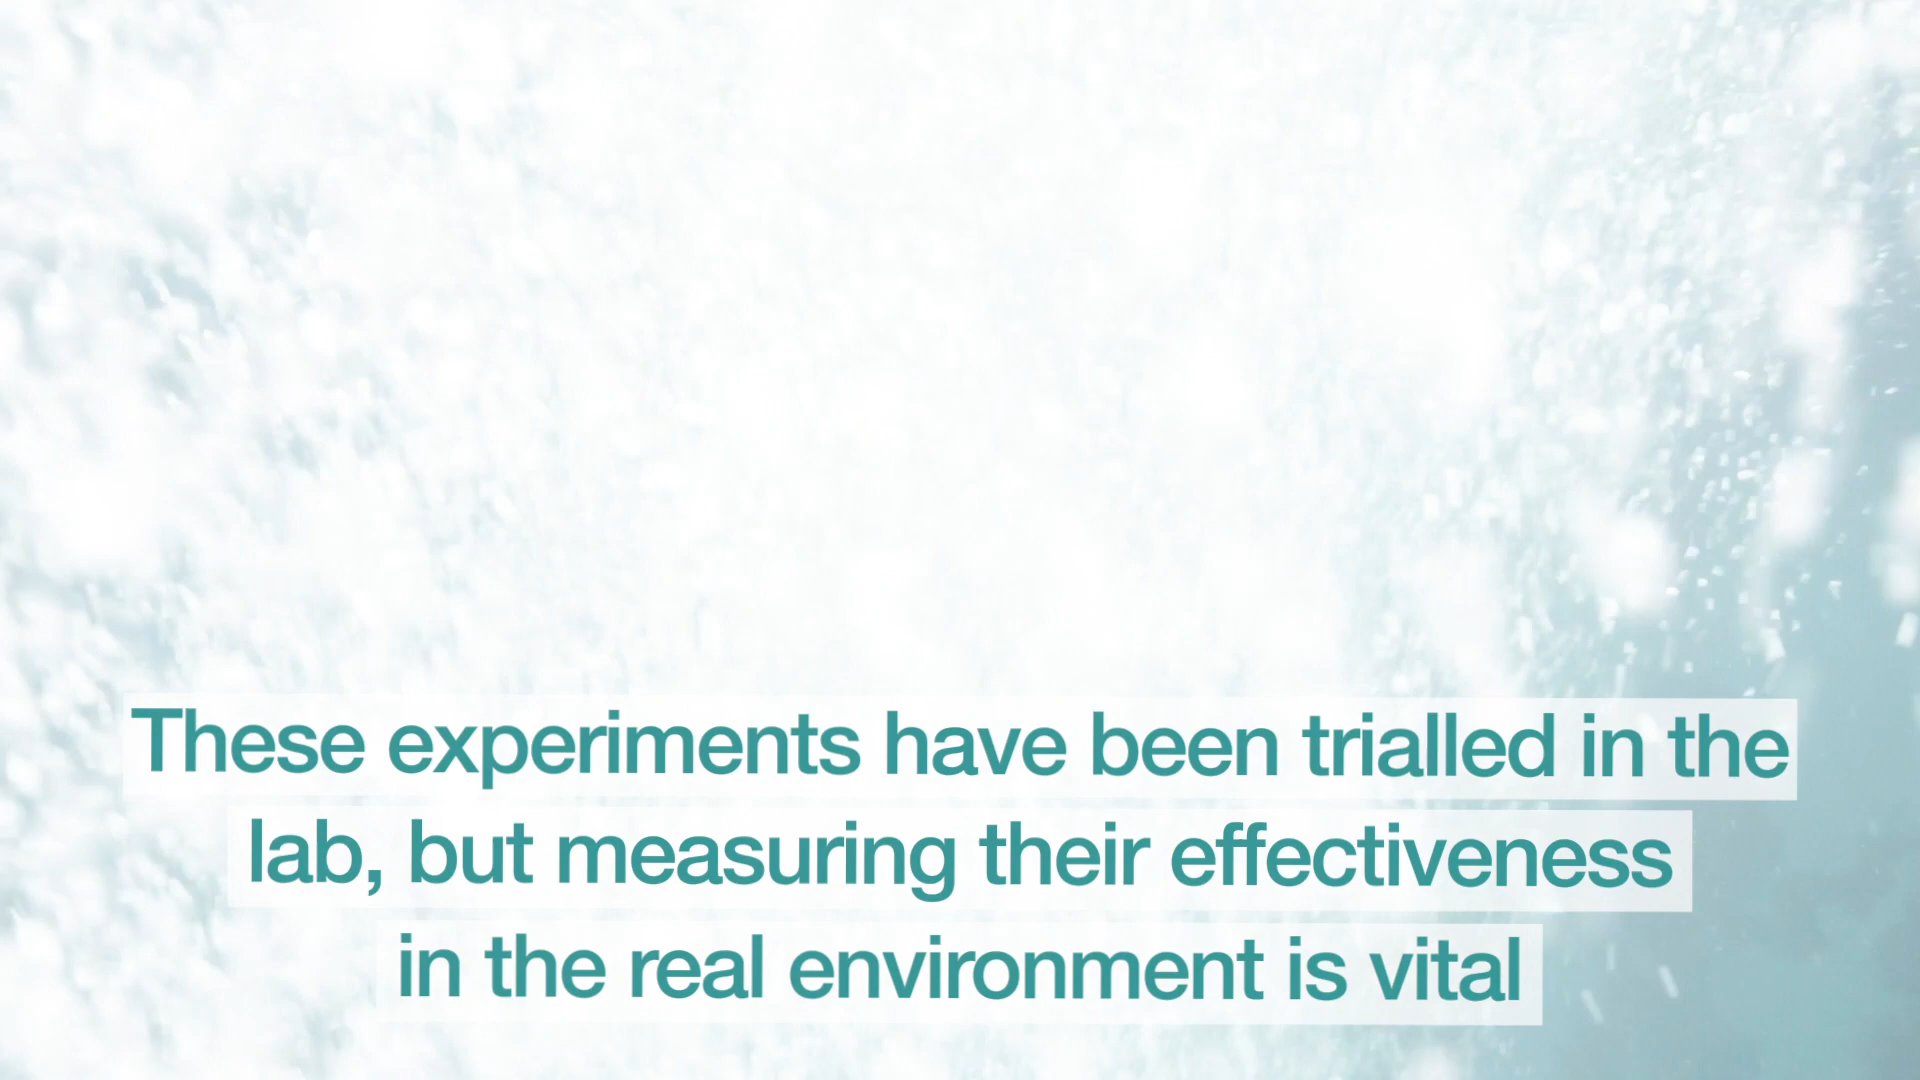 These experiments have been trialled in the
lab, but measuring their effectiveness
in the real environment is vital